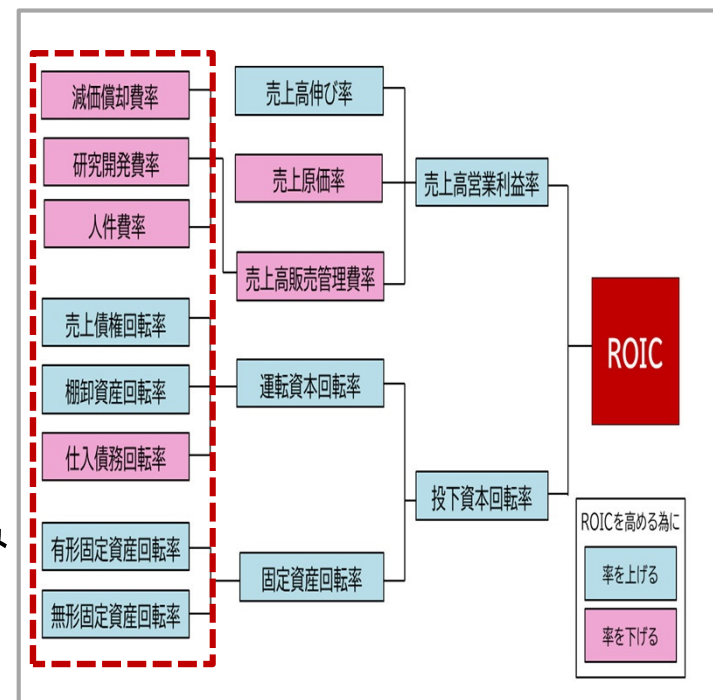 減価償却費率
研究開発費率
人件費率
売上債権回転率
棚卸資産回転率
仕入債務回転率
有形固定資産回転率
無形固定資産回転率
売上高伸び率
売上原価率
売上高販売管理費率
運転資本回転率
固定資産回転率
売上高営業利益率
投下資本回転率
ROIC
ROICを高める為に
率を上げる
率を下げる